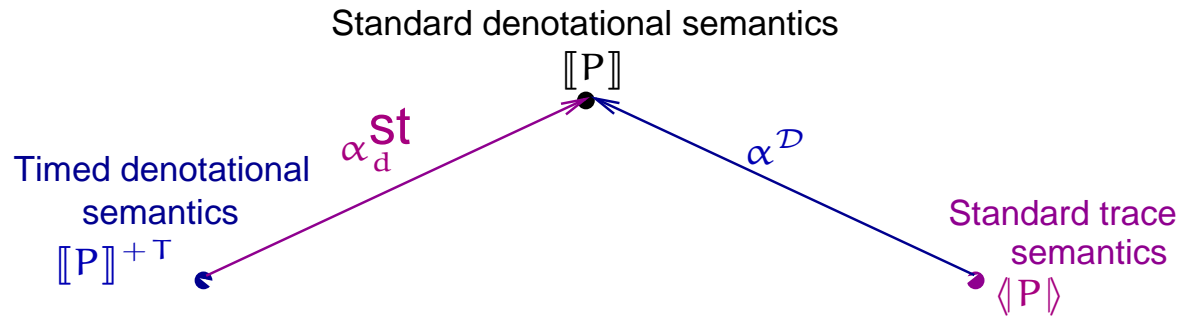 Standard denotational semantics
⟦P⟧
α_d^st
α^𝒟
Timed denotational
semantics
⟦P⟧^{+T}
Standard trace
semantics
⟨|P|⟩